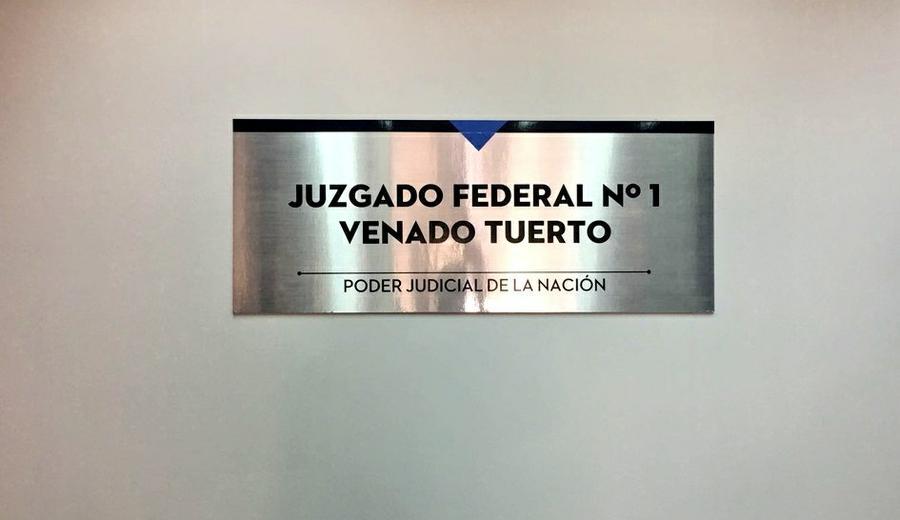 JUZGADO FEDERAL Nº 1
VENADO TUERTO
PODER JUDICIAL DE LA NACIÓN